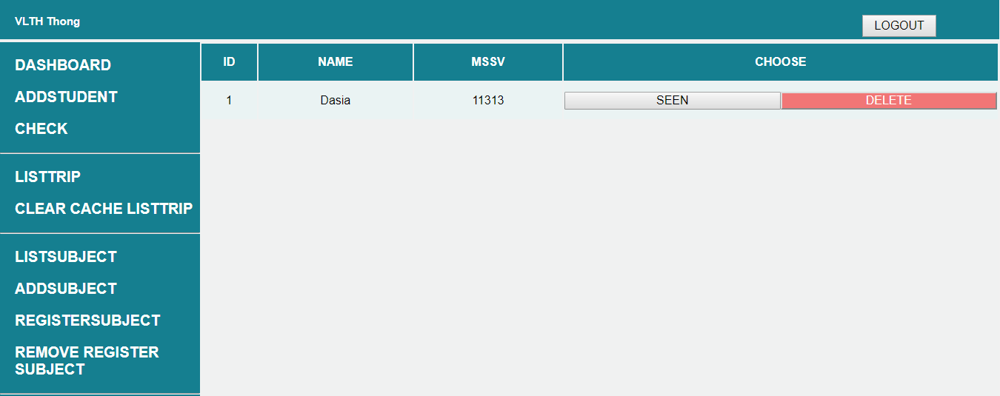 VLTH Thong
LOGOUT
DASHBOARD
ADDSTUDENT
CHECK
LISTTRIP
CLEAR CACHE LISTTRIP
LISTSUBJECT
ADDSUBJECT
REGISTERSUBJECT
REMOVE REGISTER
SUBJECT
ID NAME MSSV CHOOSE
1 Dasia 11313 SEEN DELETE